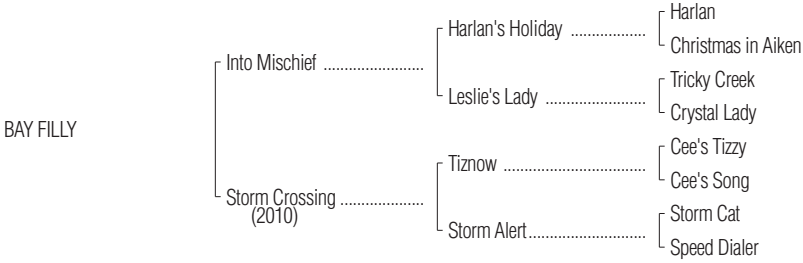 Harlan
Harlan's Holiday ..................
Christmas in Aiken
Into Mischief ........................
Tricky Creek
Leslie's Lady ........................
Crystal Lady
BAY FILLY
Cee's Tizzy
Tiznow ..................................
Cee's Song
Storm Crossing ....................
(2010)
Storm Cat
Storm Alert............................
Speed Dialer